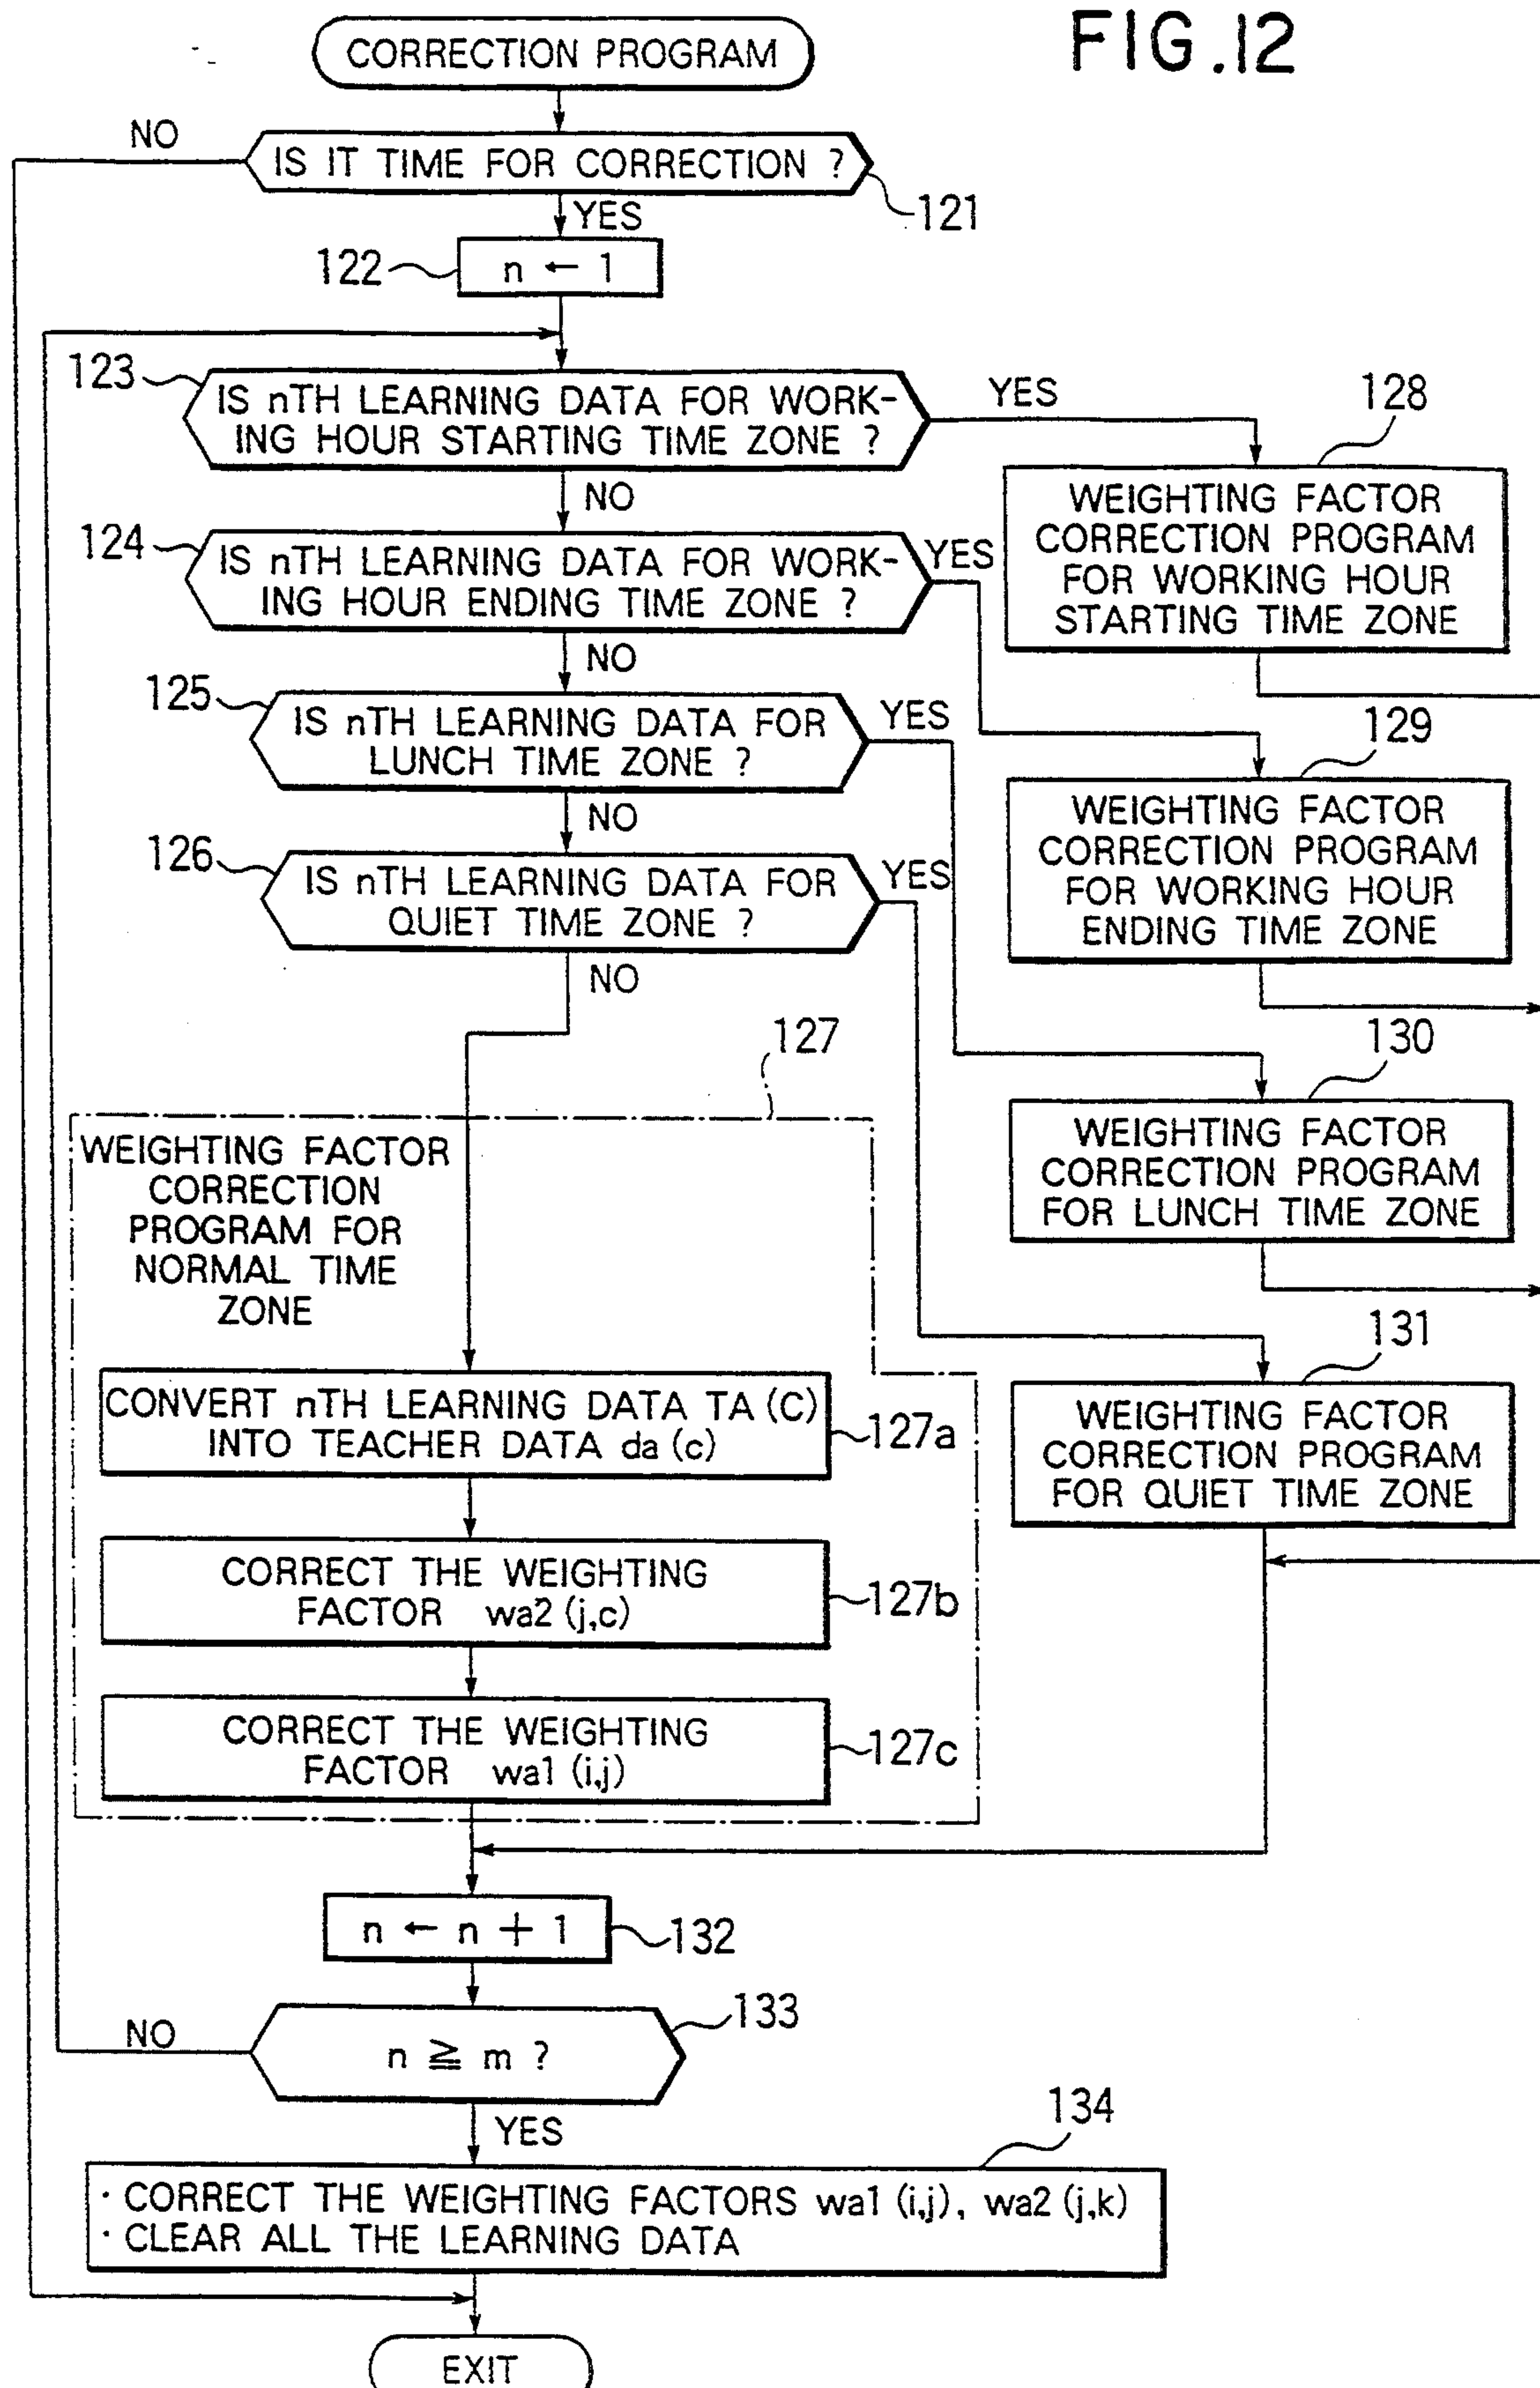 FIG.12
CORRECTION PROGRAM
NO
IS IT TIME FOR CORRECTION ?
121
YES
122
n ← 1
123
IS nTH LEARNING DATA FOR WORK-
ING HOUR STARTING TIME ZONE ?
YES
128
NO
WEIGHTING FACTOR
CORRECTION PROGRAM
FOR WORKING HOUR
STARTING TIME ZONE
124
IS nTH LEARNING DATA FOR WORK-
ING HOUR ENDING TIME ZONE ?
YES
NO
125
IS nTH LEARNING DATA FOR
LUNCH TIME ZONE ?
YES
129
NO
WEIGHTING FACTOR
CORRECTION PROGRAM
FOR WORKING HOUR
ENDING TIME ZONE
126
IS nTH LEARNING DATA FOR
QUIET TIME ZONE ?
YES
NO
127
130
WEIGHTING FACTOR
CORRECTION PROGRAM
FOR LUNCH TIME ZONE
WEIGHTING FACTOR
CORRECTION
PROGRAM FOR
NORMAL TIME
ZONE
131
CONVERT nTH LEARNING DATA TA (C)
INTO TEACHER DATA da (c)
127a
WEIGHTING FACTOR
CORRECTION PROGRAM
FOR QUIET TIME ZONE
CORRECT THE WEIGHTING
FACTOR wa2 (j,c)
127b
CORRECT THE WEIGHTING
FACTOR wa1 (i,j)
127c
n ← n + 1
132
133
NO
n ≧ m ?
YES
134
· CORRECT THE WEIGHTING FACTORS wa1 (i,j), wa2 (j,k)
· CLEAR ALL THE LEARNING DATA
EXIT